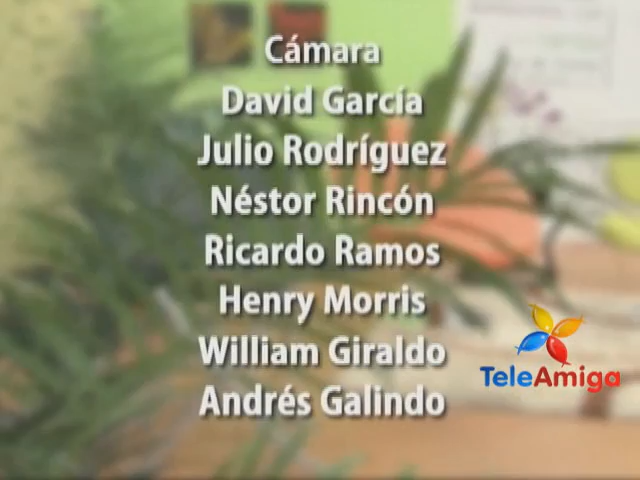 Cámara
David García
Julio Rodríguez
Néstor Rincón
Ricardo Ramos
Henry Morris
William Giraldo
Andrés Galindo
TeleAmiga